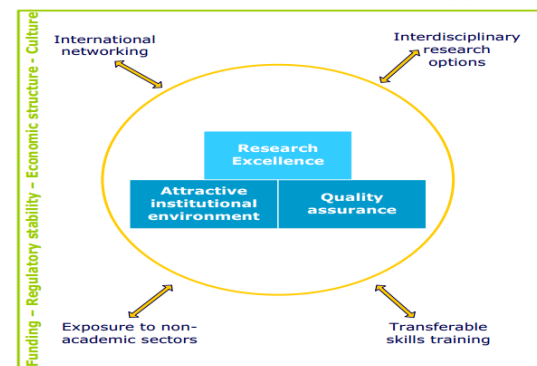 Funding – Regulatory stability – Economic structure - Culture
International
networking
Interdisciplinary
research
options
Research
Excellence
Attractive
institutional
environment
Quality
assurance
Exposure to non-
academic sectors
Transferable
skills training